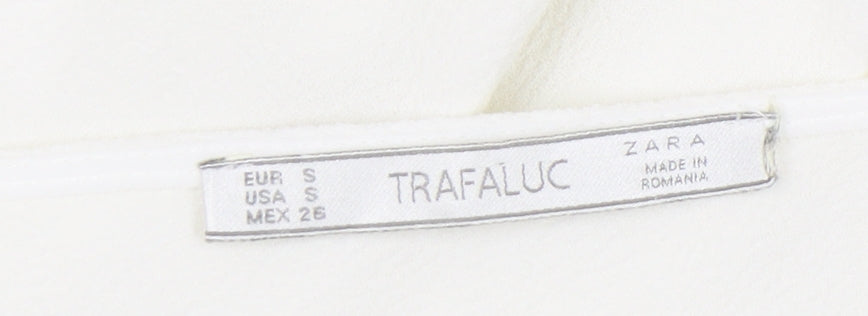 EUR S
USA S
MEX 26
TRAFALUC
ZARA
MADE IN
ROMANIA